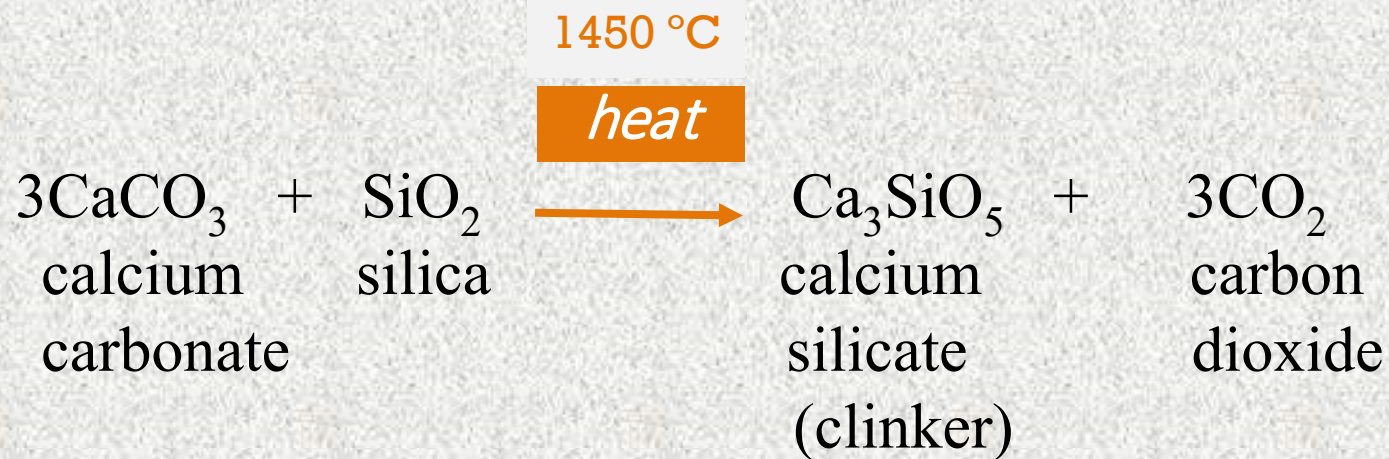 1450 °C
heat
3CaCO₃ + SiO₂ Ca₃SiO₅ + 3CO₂
calcium silica calcium carbon
carbonate silicate dioxide
(clinker)